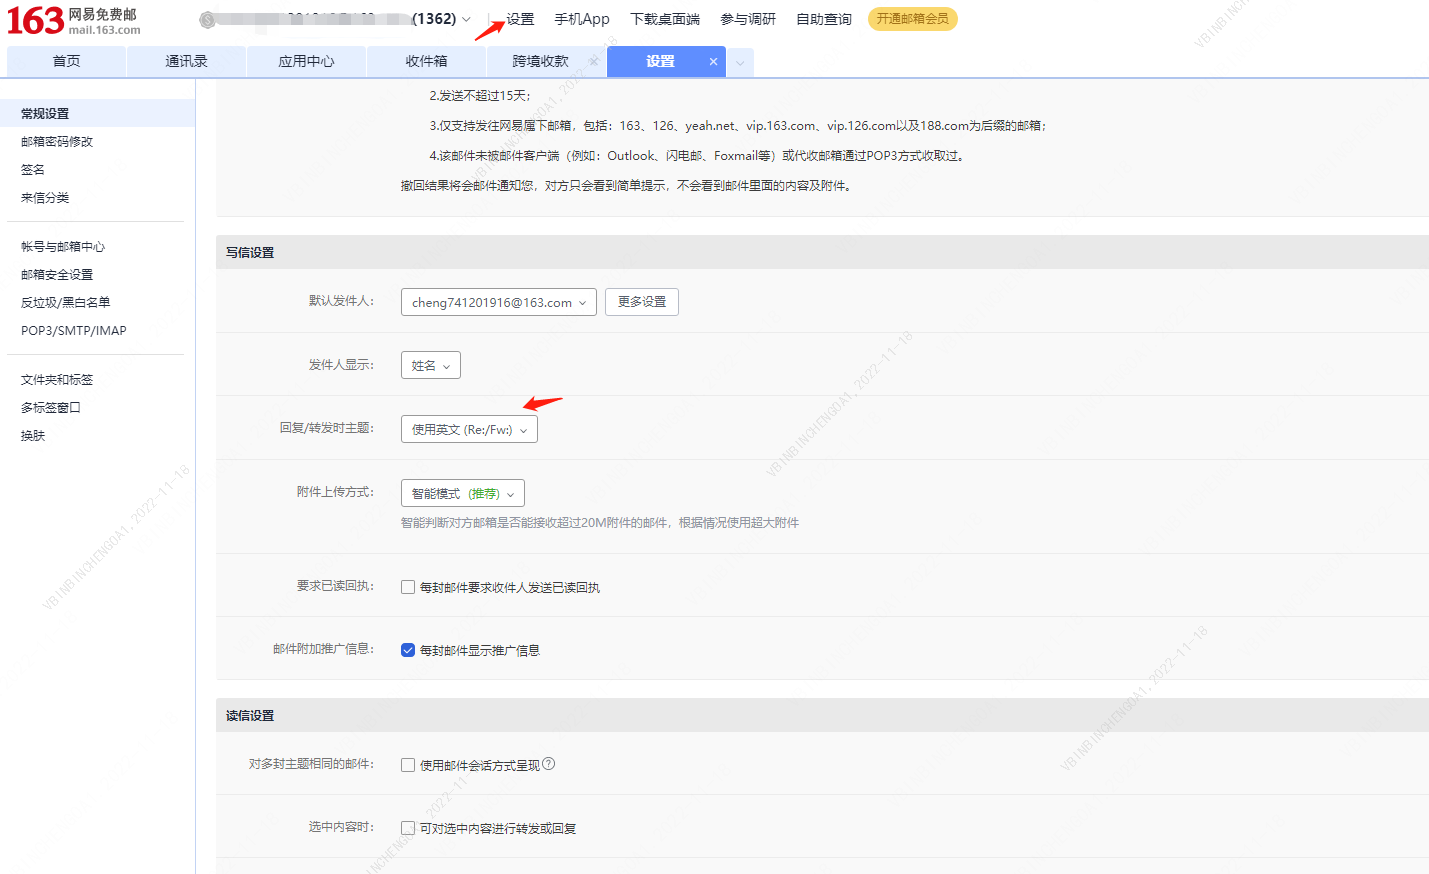 163 网易免费邮
mail.163.com
(1362)
设置 手机App 下载桌面端 参与调研 自助查询 开通邮箱会员
首页 通讯录 应用中心 收件箱 跨境收款 设置
常规设置
邮箱密码修改
签名
来信分类
帐号与邮箱中心
邮箱安全设置
反垃圾/黑白名单
POP3/SMTP/IMAP
文件夹和标签
多标签窗口
换肤
2.发送不超过15天；
3.仅支持发往网易属下邮箱，包括：163、126、yeah.net、vip.163.com、vip.126.com以及188.com为后缀的邮箱；
4.该邮件未被邮件客户端（例如：Outlook、闪电邮、Foxmail等）或代收邮箱通过POP3方式收取过。
撤回结果将会邮件通知您，对方只会看到简单提示，不会看到邮件里面的内容及附件。
写信设置
默认发件人： cheng741201916@163.com 更多设置
发件人显示： 姓名
回复/转发时主题： 使用英文 (Re:/Fw:)
附件上传方式： 智能模式 (推荐)
智能判断对方邮箱是否能接收超过20M附件的邮件，根据情况使用超大附件
要求已读回执： 每封邮件要求收件人发送已读回执
邮件附加推广信息： 每封邮件显示推广信息
读信设置
对多封主题相同的邮件： 使用邮件会话方式呈现
选中内容时： 可对选中内容进行转发或回复
VBINBINCHENGOA1,2022-11-18
VBINBINCHENGOA1,2022-11-18
VBINBINCHENGOA1,2022-11-18